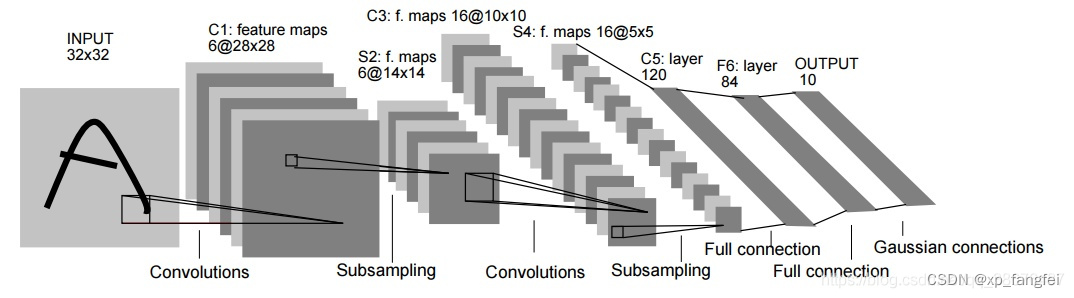 INPUT
32x32
C1: feature maps
6@28x28
S2: f. maps
6@14x14
C3: f. maps 16@10x10
S4: f. maps 16@5x5
C5: layer
120
F6: layer
84
OUTPUT
10
Convolutions
Subsampling
Convolutions
Subsampling
Full connection
Full connection
Gaussian connections
CSDN @xp_fangfei